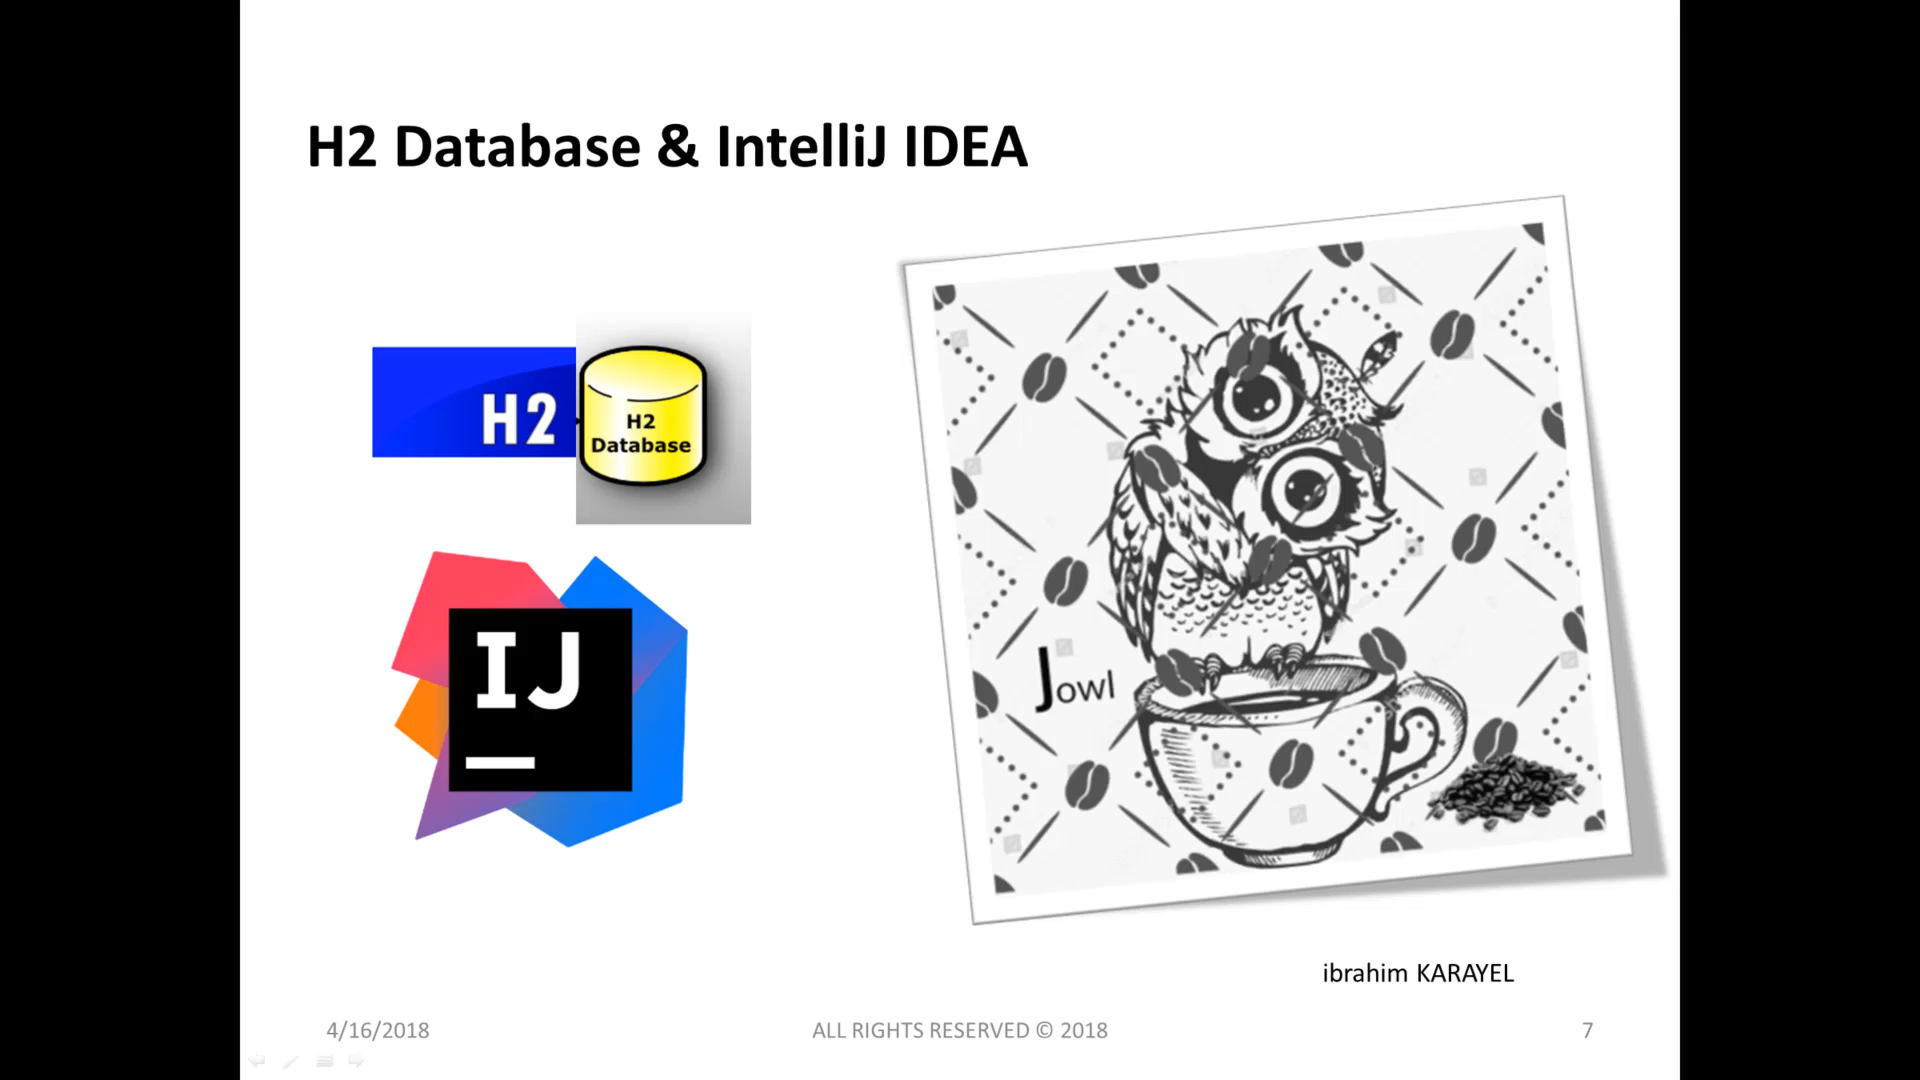 H2 Database & IntelliJ IDEA
H2
H2
Database
IJ
Jowl
ibrahim KARAYEL
4/16/2018
ALL RIGHTS RESERVED © 2018
7